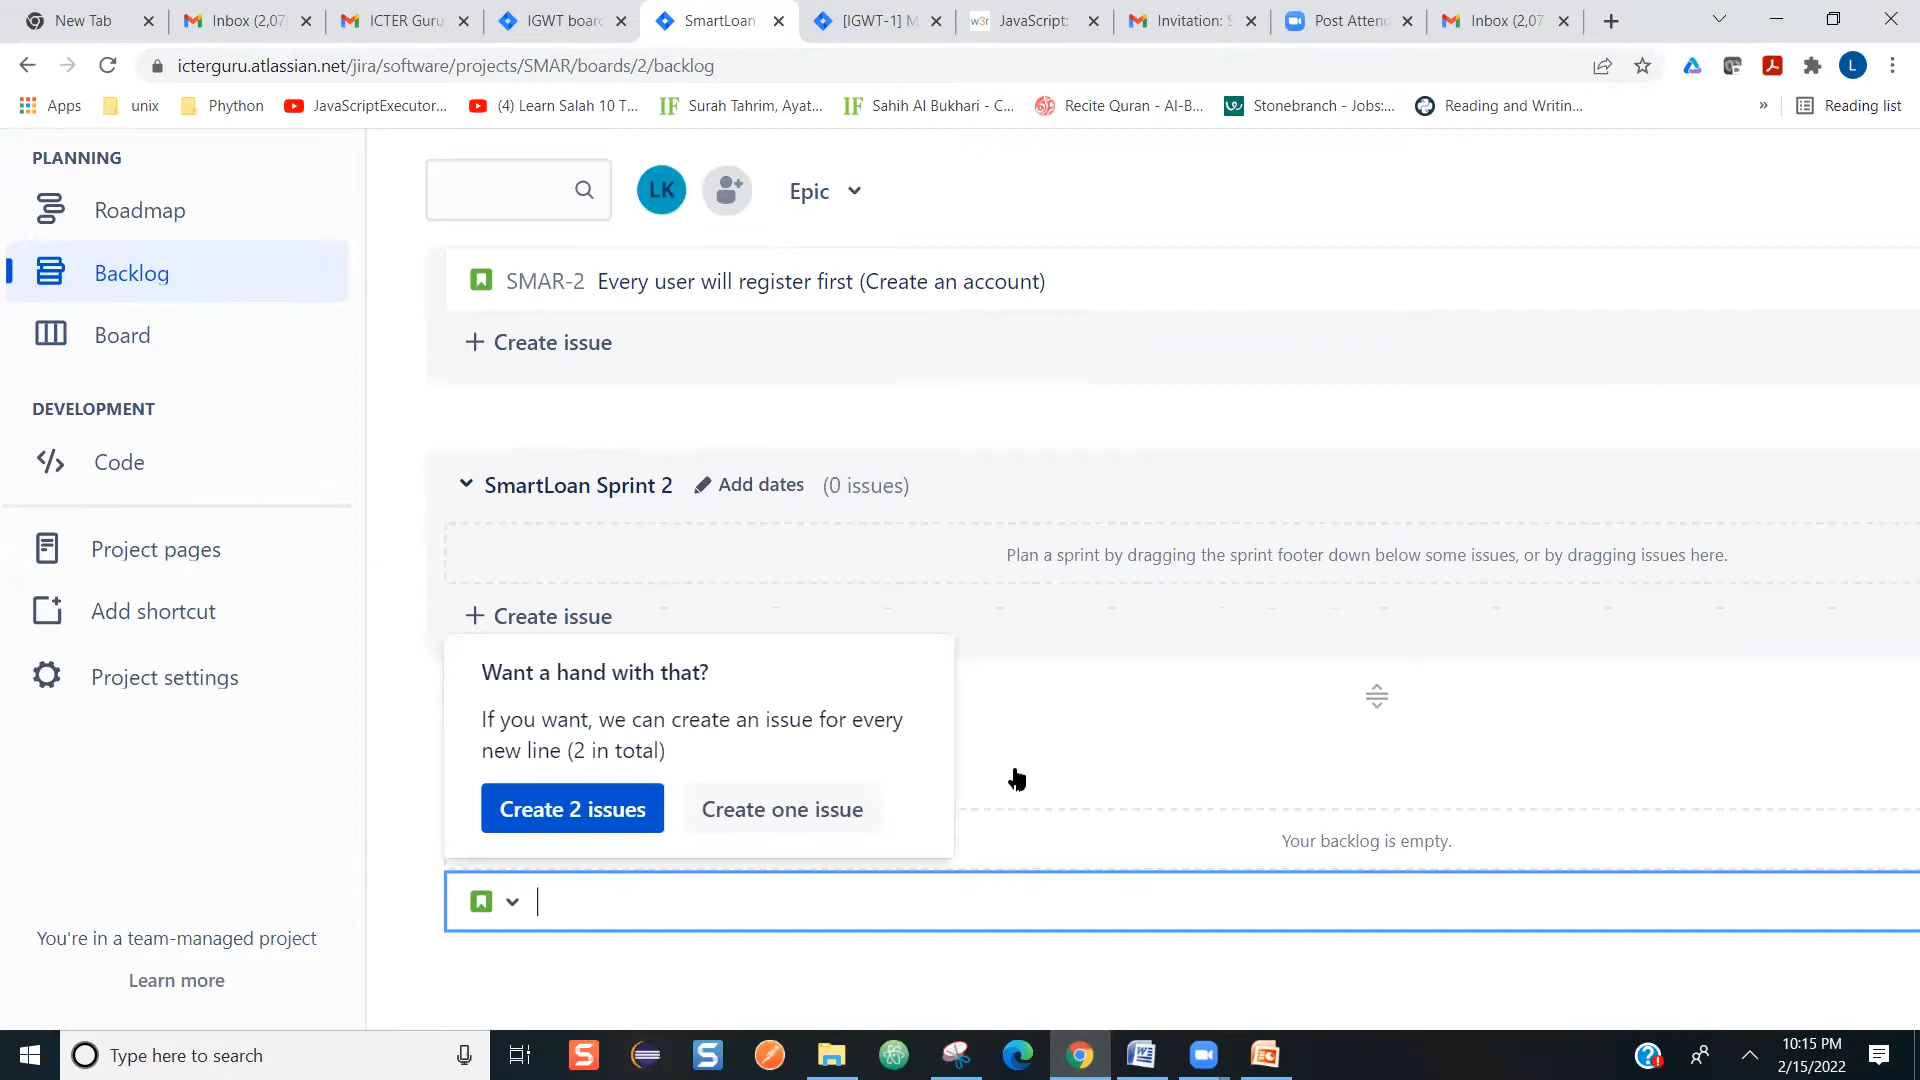 New Tab
Inbox (2,07
ICTER Guru
IGWT boar
SmartLoan
[IGWT-1] M
w3r JavaScript:
Invitation: S
Post Attend
Inbox (2,07
icterguru.atlassian.net/jira/software/projects/SMAR/boards/2/backlog
L
Apps
unix
Phython
JavaScriptExecutor...
(4) Learn Salah 10 T...
IF Surah Tahrim, Ayat...
IF Sahih Al Bukhari - C...
Recite Quran - Al-B...
Stonebranch - Jobs:...
Reading and Writin...
»
Reading list
PLANNING
Roadmap
Backlog
Board
DEVELOPMENT
Code
Project pages
Add shortcut
Project settings
You're in a team-managed project
Learn more
LK
Epic
SMAR-2 Every user will register first (Create an account)
+ Create issue
SmartLoan Sprint 2 Add dates (0 issues)
Plan a sprint by dragging the sprint footer down below some issues, or by dragging issues here.
+ Create issue
Want a hand with that?
If you want, we can create an issue for every
new line (2 in total)
Create 2 issues
Create one issue
Your backlog is empty.
Type here to search
10:15 PM
2/15/2022